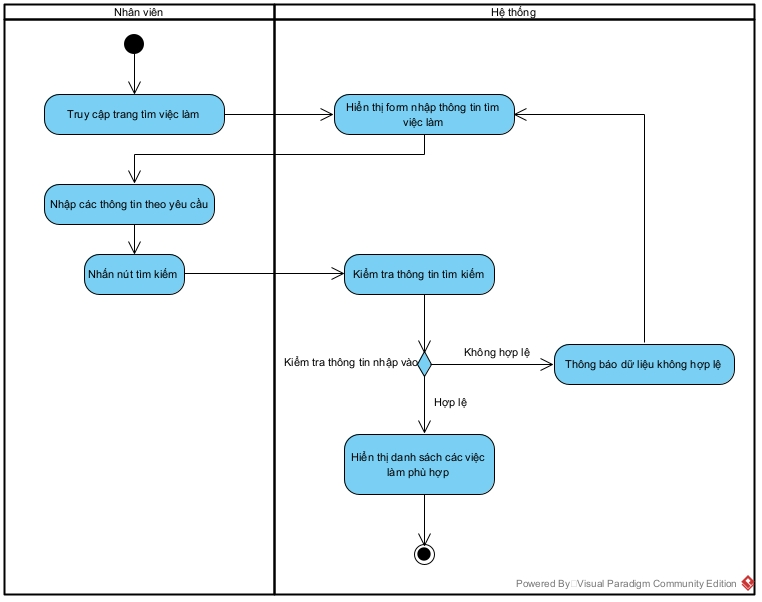 Nhân viên
Hệ thống
Truy cập trang tìm việc làm
Hiển thị form nhập thông tin tìm
việc làm
Nhập các thông tin theo yêu cầu
Nhấn nút tìm kiếm
Kiểm tra thông tin tìm kiếm
Kiểm tra thông tin nhập vào
Không hợp lệ
Thông báo dữ liệu không hợp lệ
Hợp lệ
Hiển thị danh sách các việc
làm phù hợp
Powered By Visual Paradigm Community Edition